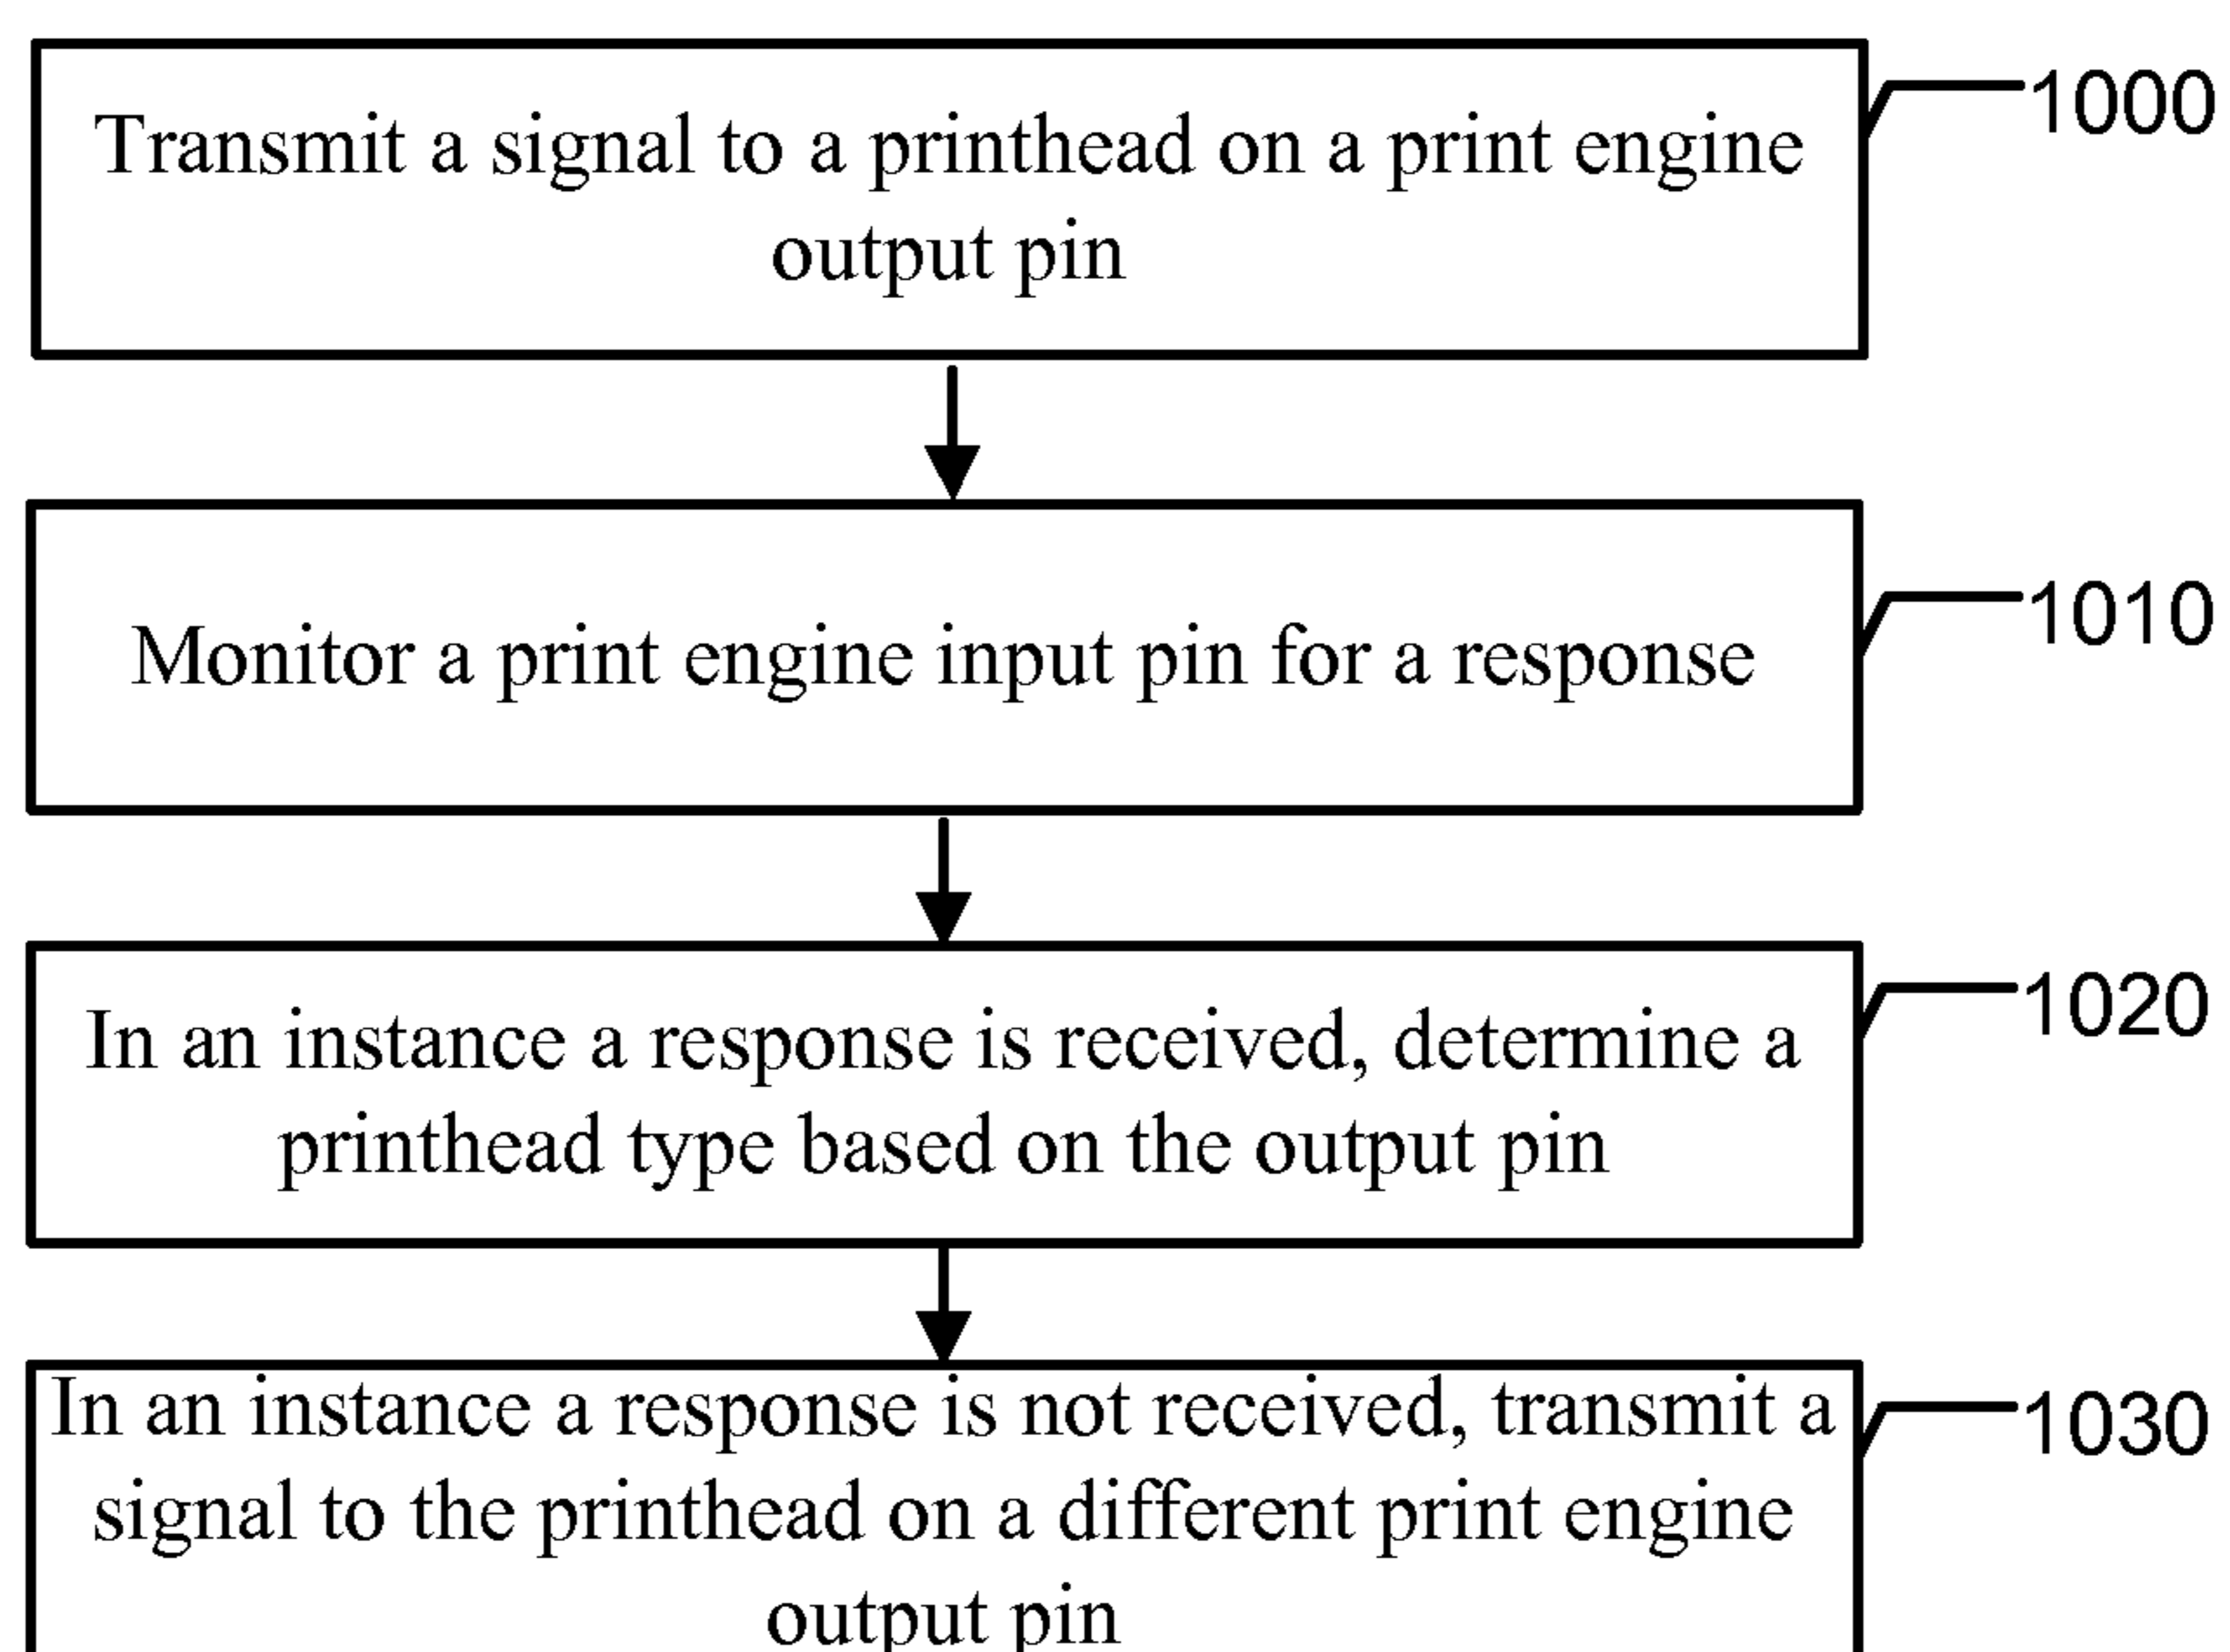 Transmit a signal to a printhead on a print engine
output pin
1000
Monitor a print engine input pin for a response
1010
In an instance a response is received, determine a
printhead type based on the output pin
1020
In an instance a response is not received, transmit a
signal to the printhead on a different print engine
output pin
1030